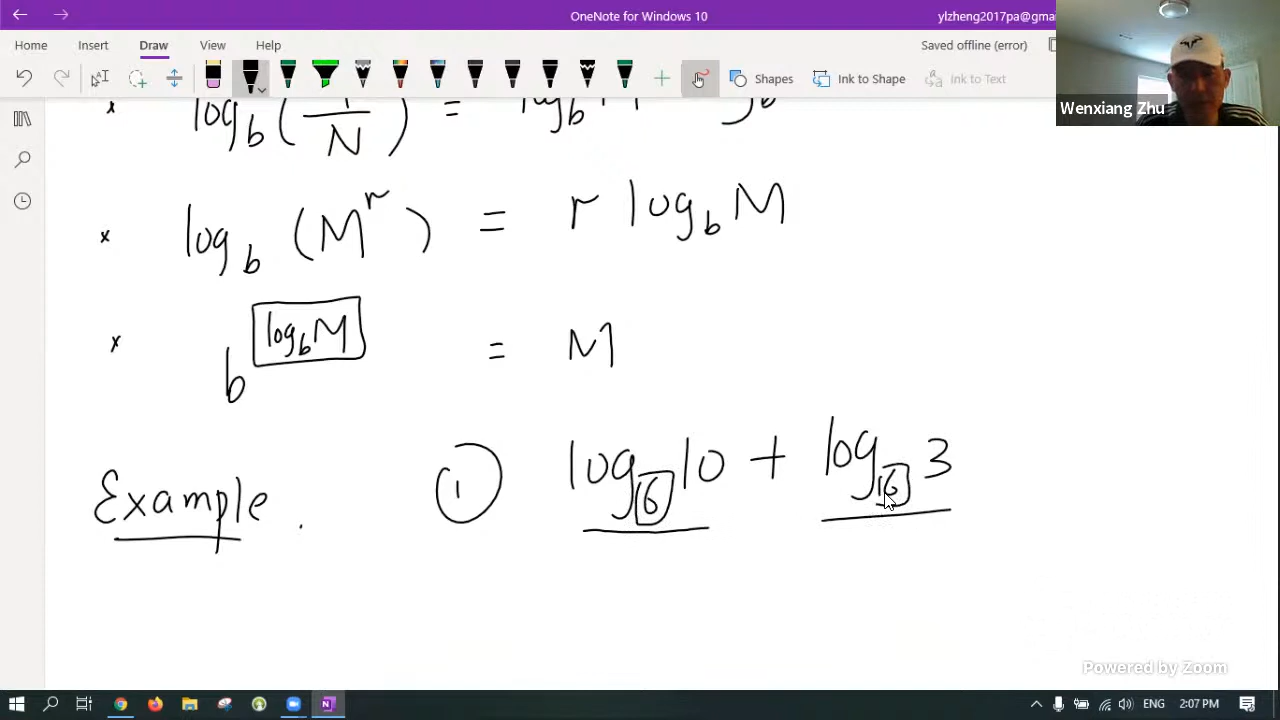 OneNote for Windows 10
ylzheng2017pa@gma
Home Insert Draw View Help
Saved offline (error)
Shapes Ink to Shape Ink to Text
Wenxiang Zhu
N
* log_b (M^r) = r log_b M
* b^{log_b M} = M
Example. ① log_6 10 + log_6 3
Powered by Zoom
ENG 2:07 PM